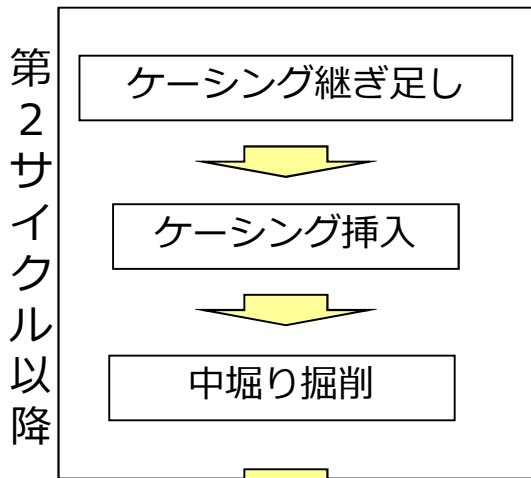 第2サイクル以降
ケーシング継ぎ足し
ケーシング挿入
中堀り掘削